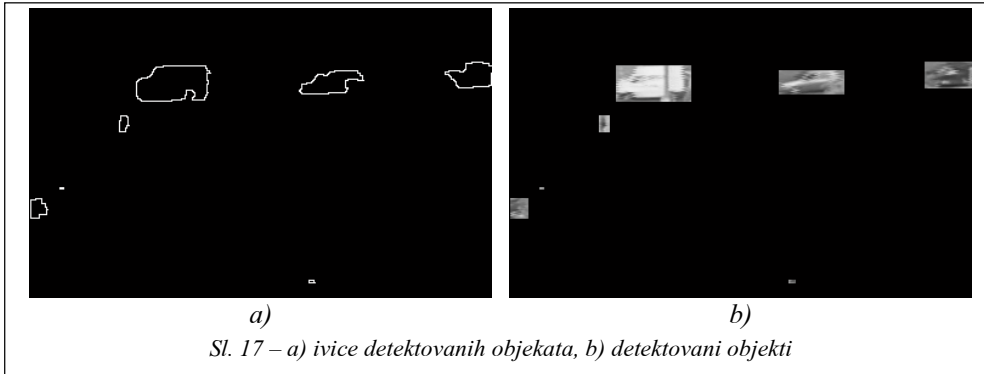 a)
b)
Sl. 17 – a) ivice detektovanih objekata, b) detektovani objekti